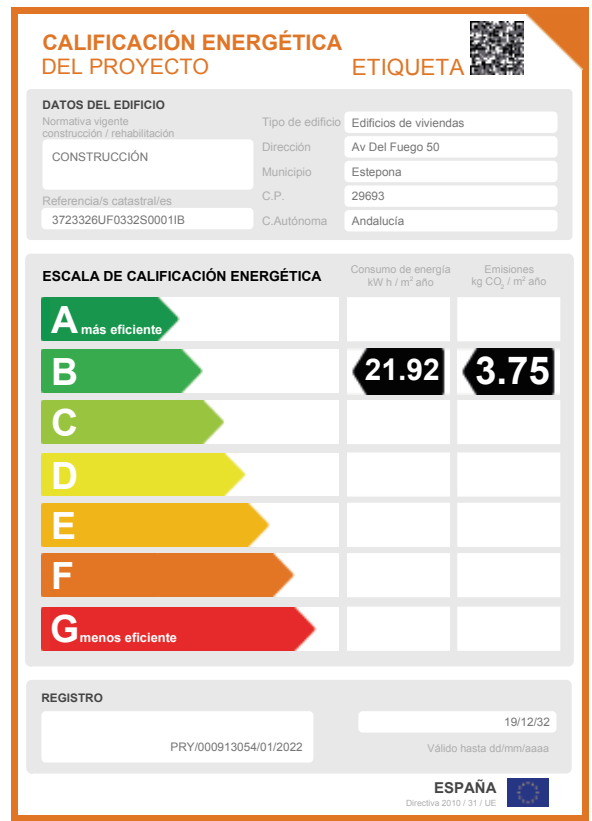 CALIFICACIÓN ENERGÉTICA
DEL PROYECTO
ETIQUETA
DATOS DEL EDIFICIO
Normativa vigente
construcción / rehabilitación
CONSTRUCCIÓN
Referencia/s catastral/es
3723326UF0332S0001IB
Tipo de edificio Edificios de viviendas
Dirección Av Del Fuego 50
Municipio Estepona
C.P. 29693
C.Autónoma Andalucía
ESCALA DE CALIFICACIÓN ENERGÉTICA
Consumo de energía
kW h / m² año
Emisiones
kg CO₂ / m² año
A más eficiente
B 21.92 3.75
C
D
E
F
G menos eficiente
REGISTRO
PRY/000913054/01/2022
19/12/32
Válido hasta dd/mm/aaaa
ESPAÑA
Directiva 2010 / 31 / UE